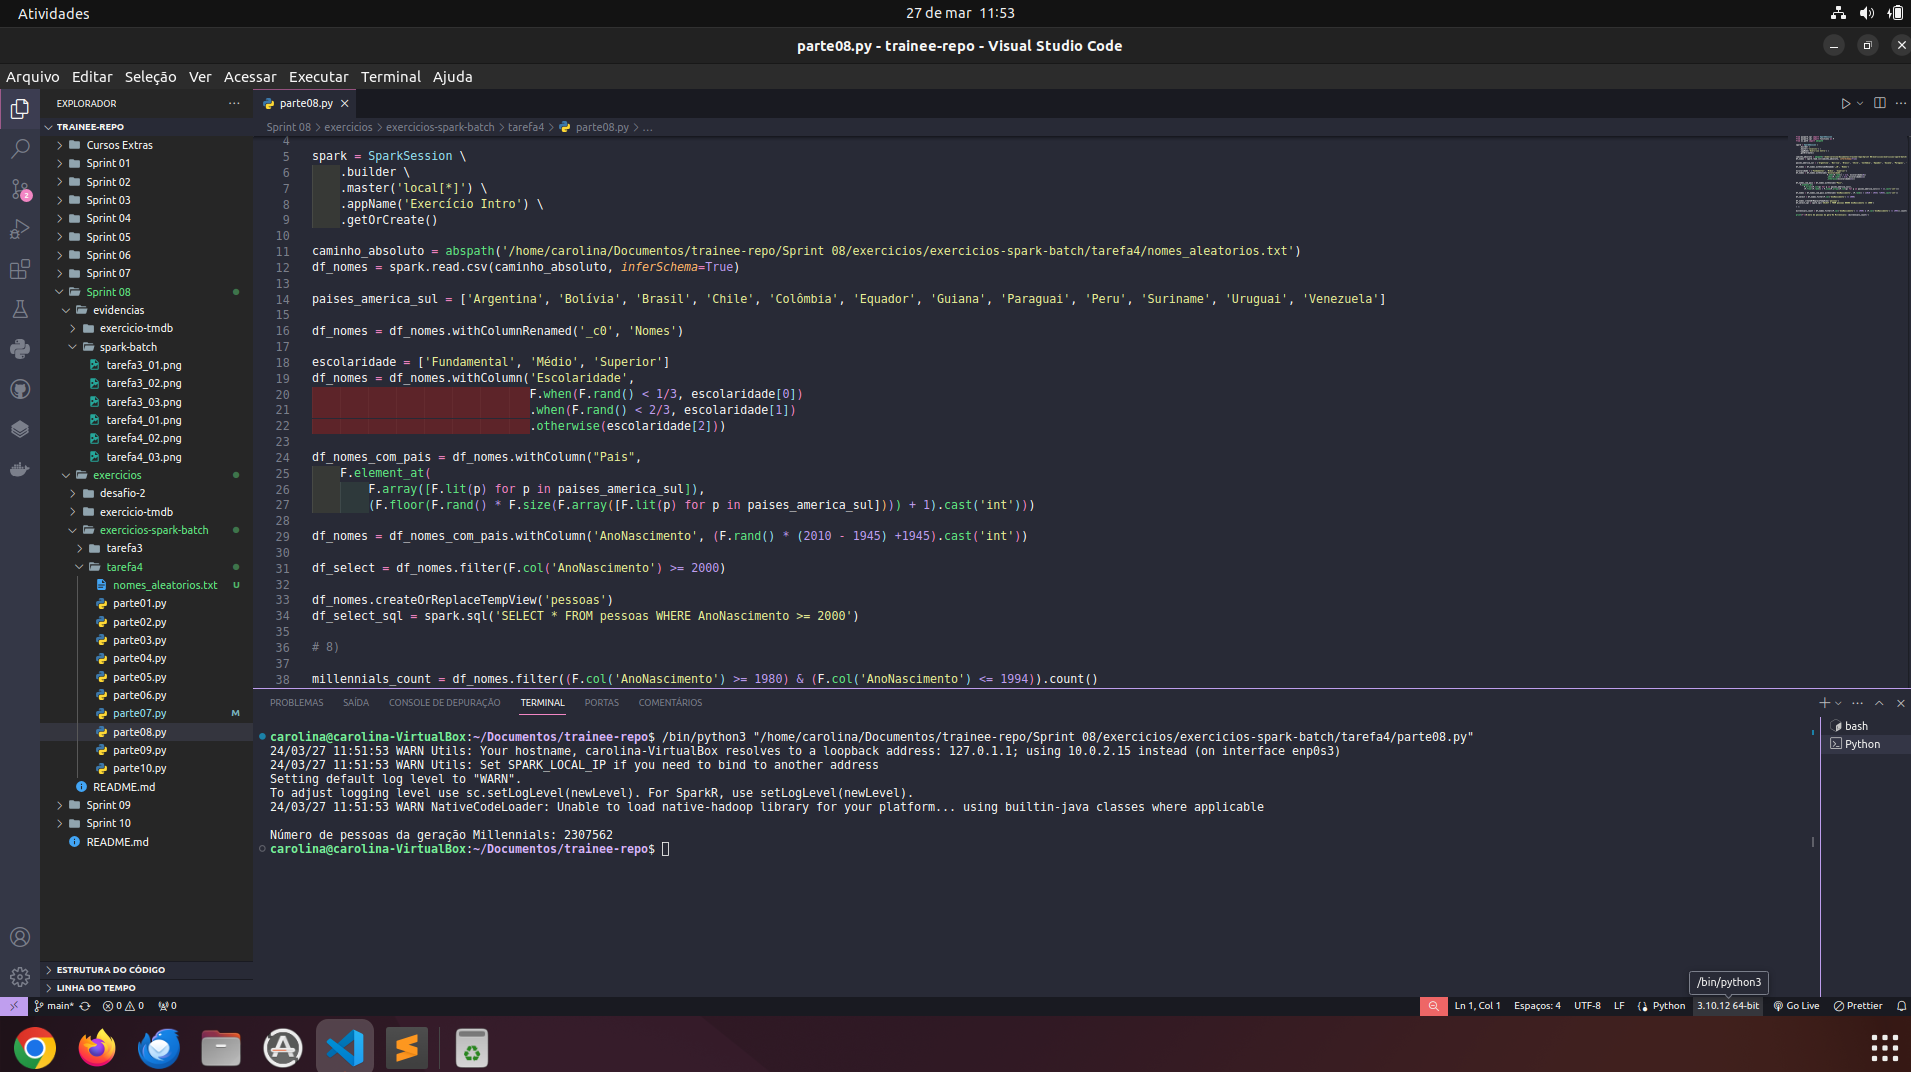 Atividades
27 de mar  11:53
parte08.py - trainee-repo - Visual Studio Code
Arquivo Editar Seleção Ver Acessar Executar Terminal Ajuda
EXPLORADOR
TRAINEE-REPO
Cursos Extras
Sprint 01
Sprint 02
Sprint 03
Sprint 04
Sprint 05
Sprint 06
Sprint 07
Sprint 08
evidencias
exercicio-tmdb
spark-batch
tarefa3_01.png
tarefa3_02.png
tarefa3_03.png
tarefa4_01.png
tarefa4_02.png
tarefa4_03.png
exercicios
desafio-2
exercicio-tmdb
exercicios-spark-batch
tarefa3
tarefa4
nomes_aleatorios.txt U
parte01.py
parte02.py
parte03.py
parte04.py
parte05.py
parte06.py
parte07.py M
parte08.py
parte09.py
parte10.py
README.md
Sprint 09
Sprint 10
README.md
ESTRUTURA DO CÓDIGO
LINHA DO TEMPO
2
parte08.py
Sprint 08 > exercicios > exercicios-spark-batch > tarefa4 > parte08.py > ...
4
5 spark = SparkSession \
6     .builder \
7     .master('local[*]') \
8     .appName('Exercício Intro') \
9     .getOrCreate()
10
11 caminho_absoluto = abspath('/home/carolina/Documentos/trainee-repo/Sprint 08/exercicios/exercicios-spark-batch/tarefa4/nomes_aleatorios.txt')
12 df_nomes = spark.read.csv(caminho_absoluto, inferSchema=True)
13
14 paises_america_sul = ['Argentina', 'Bolívia', 'Brasil', 'Chile', 'Colômbia', 'Equador', 'Guiana', 'Paraguai', 'Peru', 'Suriname', 'Uruguai', 'Venezuela']
15
16 df_nomes = df_nomes.withColumnRenamed('_c0', 'Nomes')
17
18 escolaridade = ['Fundamental', 'Médio', 'Superior']
19 df_nomes = df_nomes.withColumn('Escolaridade',
20                                F.when(F.rand() < 1/3, escolaridade[0])
21                                .when(F.rand() < 2/3, escolaridade[1])
22                                .otherwise(escolaridade[2]))
23
24 df_nomes_com_pais = df_nomes.withColumn("Pais",
25     F.element_at(
26         F.array([F.lit(p) for p in paises_america_sul]),
27         (F.floor(F.rand() * F.size(F.array([F.lit(p) for p in paises_america_sul]))) + 1).cast('int')))
28
29 df_nomes = df_nomes_com_pais.withColumn('AnoNascimento', (F.rand() * (2010 - 1945) +1945).cast('int'))
30
31 df_select = df_nomes.filter(F.col('AnoNascimento') >= 2000)
32
33 df_nomes.createOrReplaceTempView('pessoas')
34 df_select_sql = spark.sql('SELECT * FROM pessoas WHERE AnoNascimento >= 2000')
35
36 # 8)
37
38 millennials_count = df_nomes.filter((F.col('AnoNascimento') >= 1980) & (F.col('AnoNascimento') <= 1994)).count()
PROBLEMAS SAÍDA CONSOLE DE DEPURAÇÃO TERMINAL PORTAS COMENTÁRIOS
carolina@carolina-VirtualBox:~/Documentos/trainee-repo$ /bin/python3 "/home/carolina/Documentos/trainee-repo/Sprint 08/exercicios/exercicios-spark-batch/tarefa4/parte08.py"
24/03/27 11:51:53 WARN Utils: Your hostname, carolina-VirtualBox resolves to a loopback address: 127.0.1.1; using 10.0.2.15 instead (on interface enp0s3)
24/03/27 11:51:53 WARN Utils: Set SPARK_LOCAL_IP if you need to bind to another address
Setting default log level to "WARN".
To adjust logging level use sc.setLogLevel(newLevel). For SparkR, use setLogLevel(newLevel).
24/03/27 11:51:53 WARN NativeCodeLoader: Unable to load native-hadoop library for your platform... using builtin-java classes where applicable
Número de pessoas da geração Millennials: 2307562
carolina@carolina-VirtualBox:~/Documentos/trainee-repo$
bash
Python
/bin/python3
main* 0 0 0
Ln 1, Col 1 Espaços: 4 UTF-8 LF Python 3.10.12 64-bit Go Live Prettier